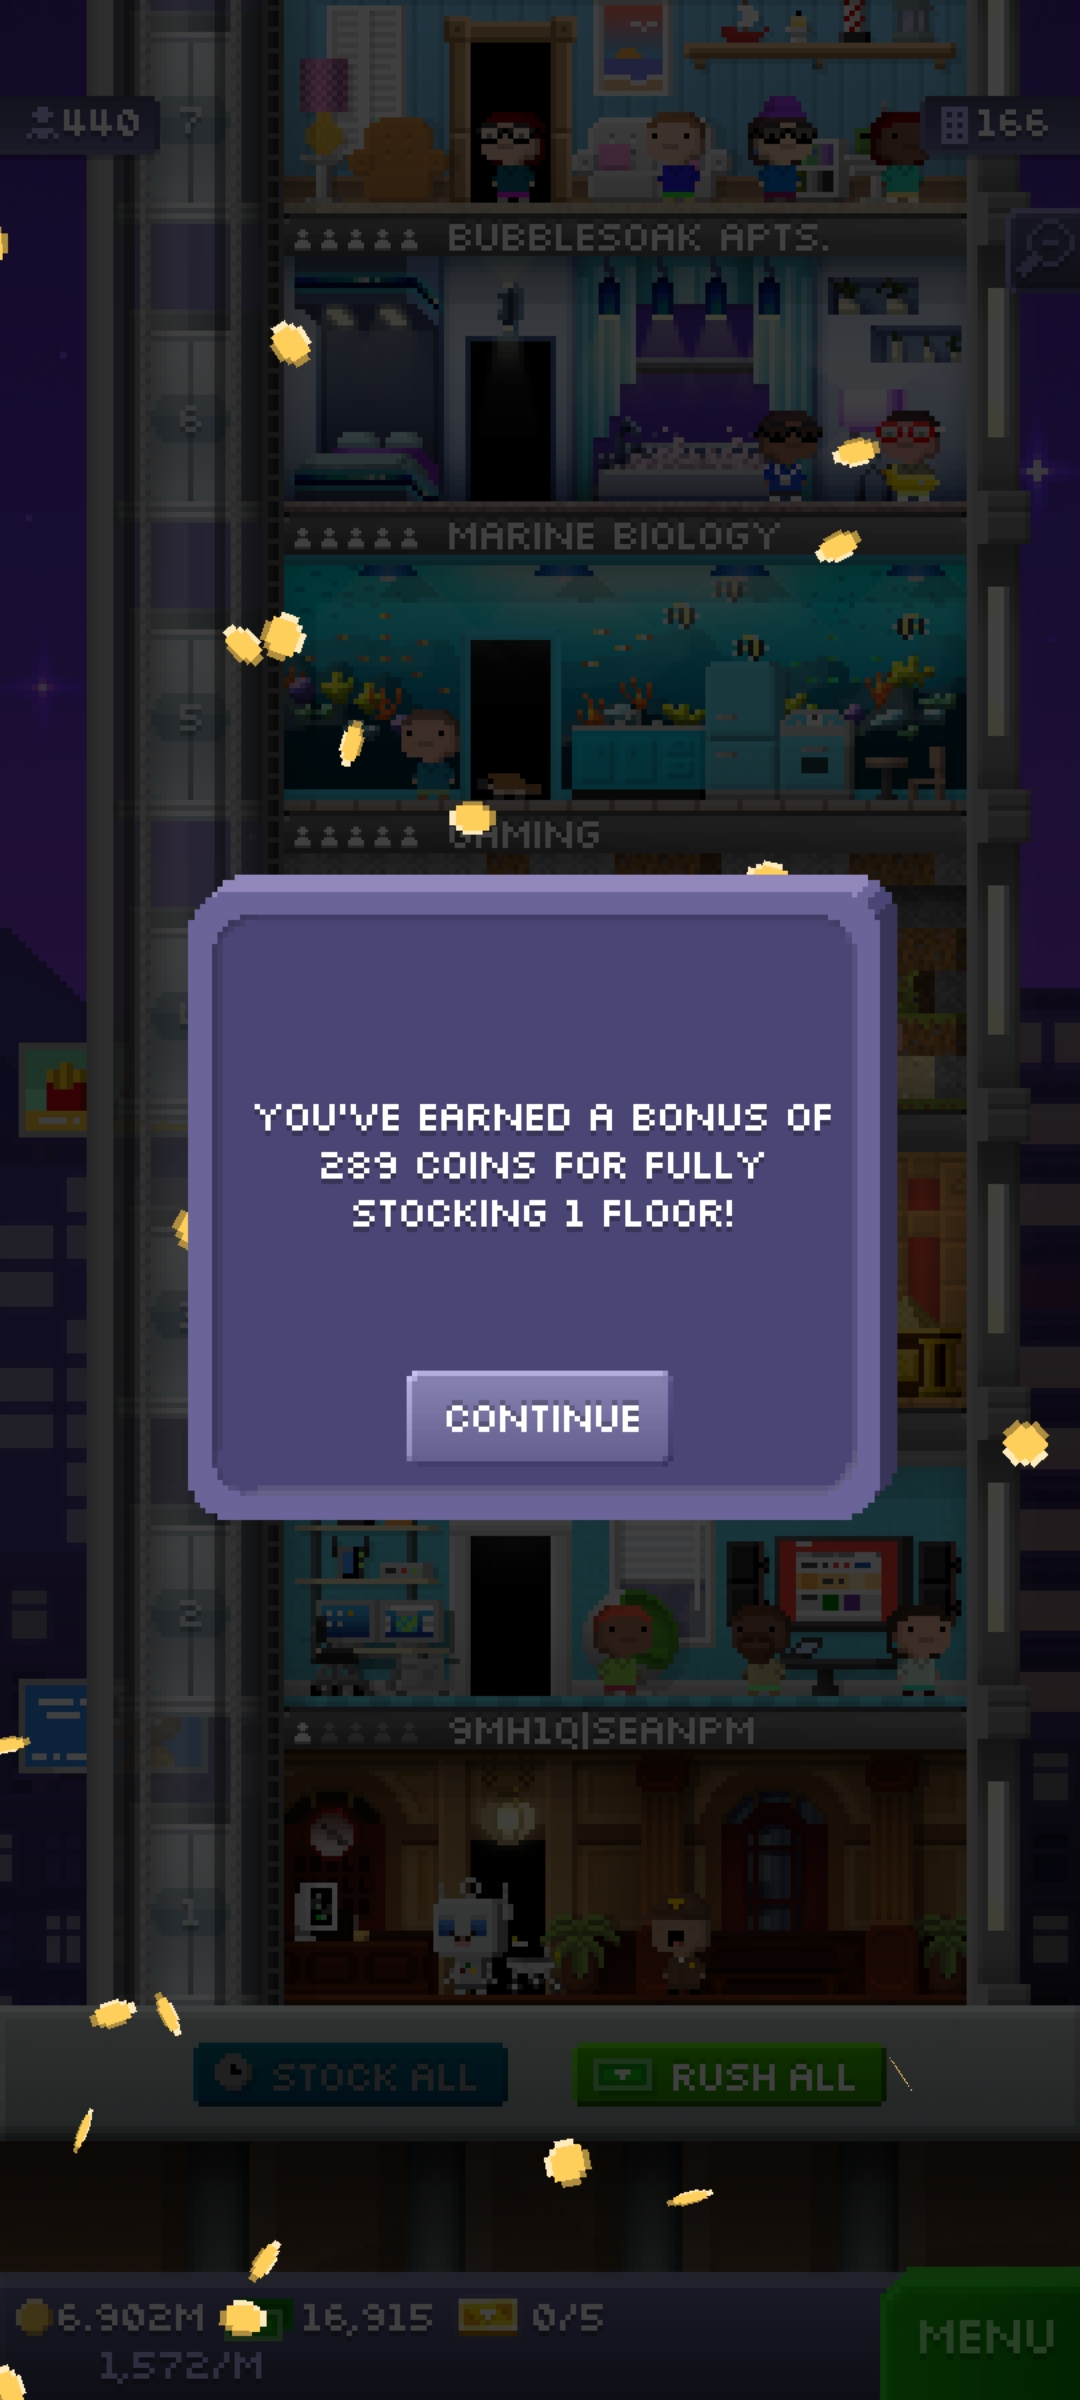 440
7
166
BUBBLESOAK APTS.
6
MARINE BIOLOGY
5
GAMING
YOU'VE EARNED A BONUS OF
289 COINS FOR FULLY
STOCKING 1 FLOOR!
CONTINUE
2
9MH1Q|SEANPM
1
STOCK ALL
RUSH ALL
6.902M
16,915
0/5
MENU
1,572/M